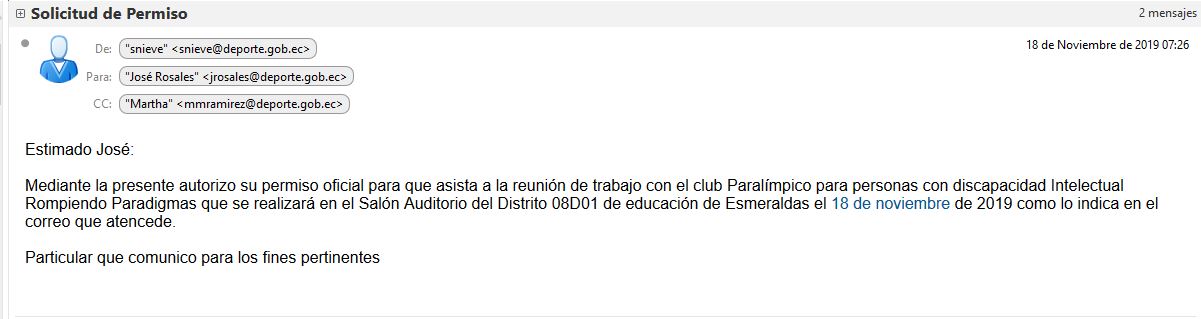 Solicitud de Permiso
2 mensajes
De: "snieve" <snieve@deporte.gob.ec>
18 de Noviembre de 2019 07:26
Para: "José Rosales" <jrosales@deporte.gob.ec>
CC: "Martha" <mmramirez@deporte.gob.ec>
Estimado José:
Mediante la presente autorizo su permiso oficial para que asista a la reunión de trabajo con el club Paralímpico para personas con discapacidad Intelectual
Rompiendo Paradigmas que se realizará en el Salón Auditorio del Distrito 08D01 de educación de Esmeraldas el 18 de noviembre de 2019 como lo indica en el
correo que atencede.
Particular que comunico para los fines pertinentes